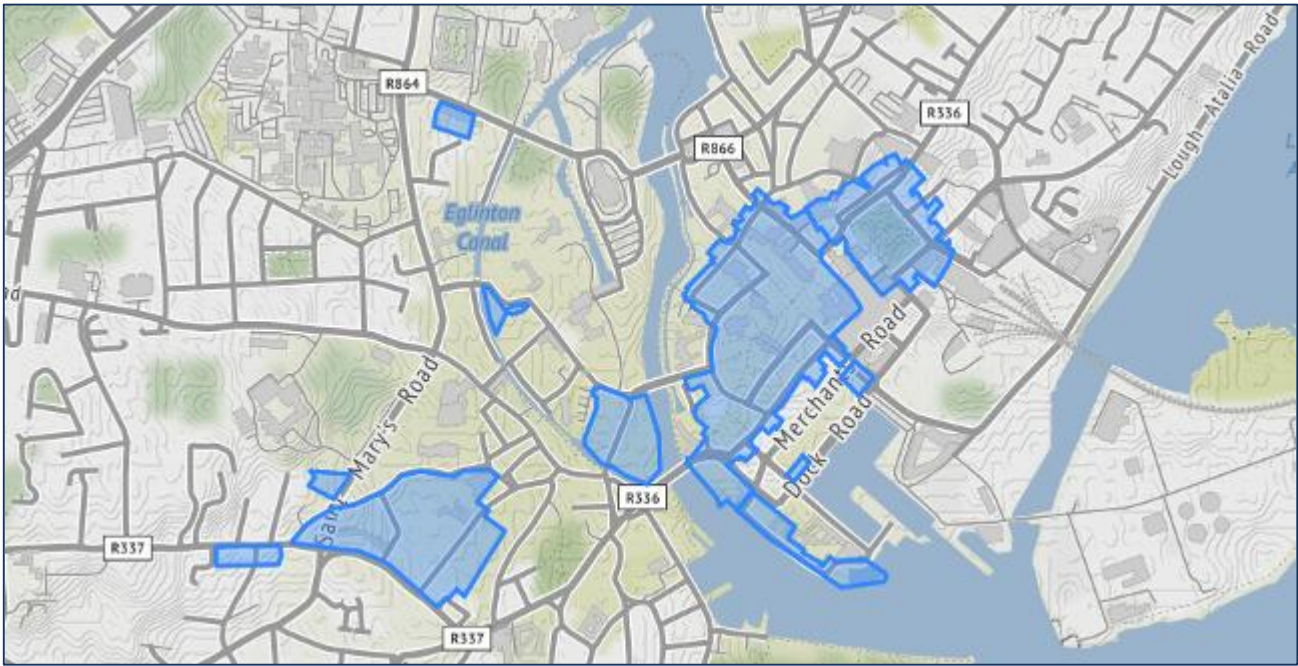 R864
R336
R866
Lough Atalia Road
Eglinton
Canal
Merchants Road
Dock Road
Saint Mary's Road
R336
R337
R337